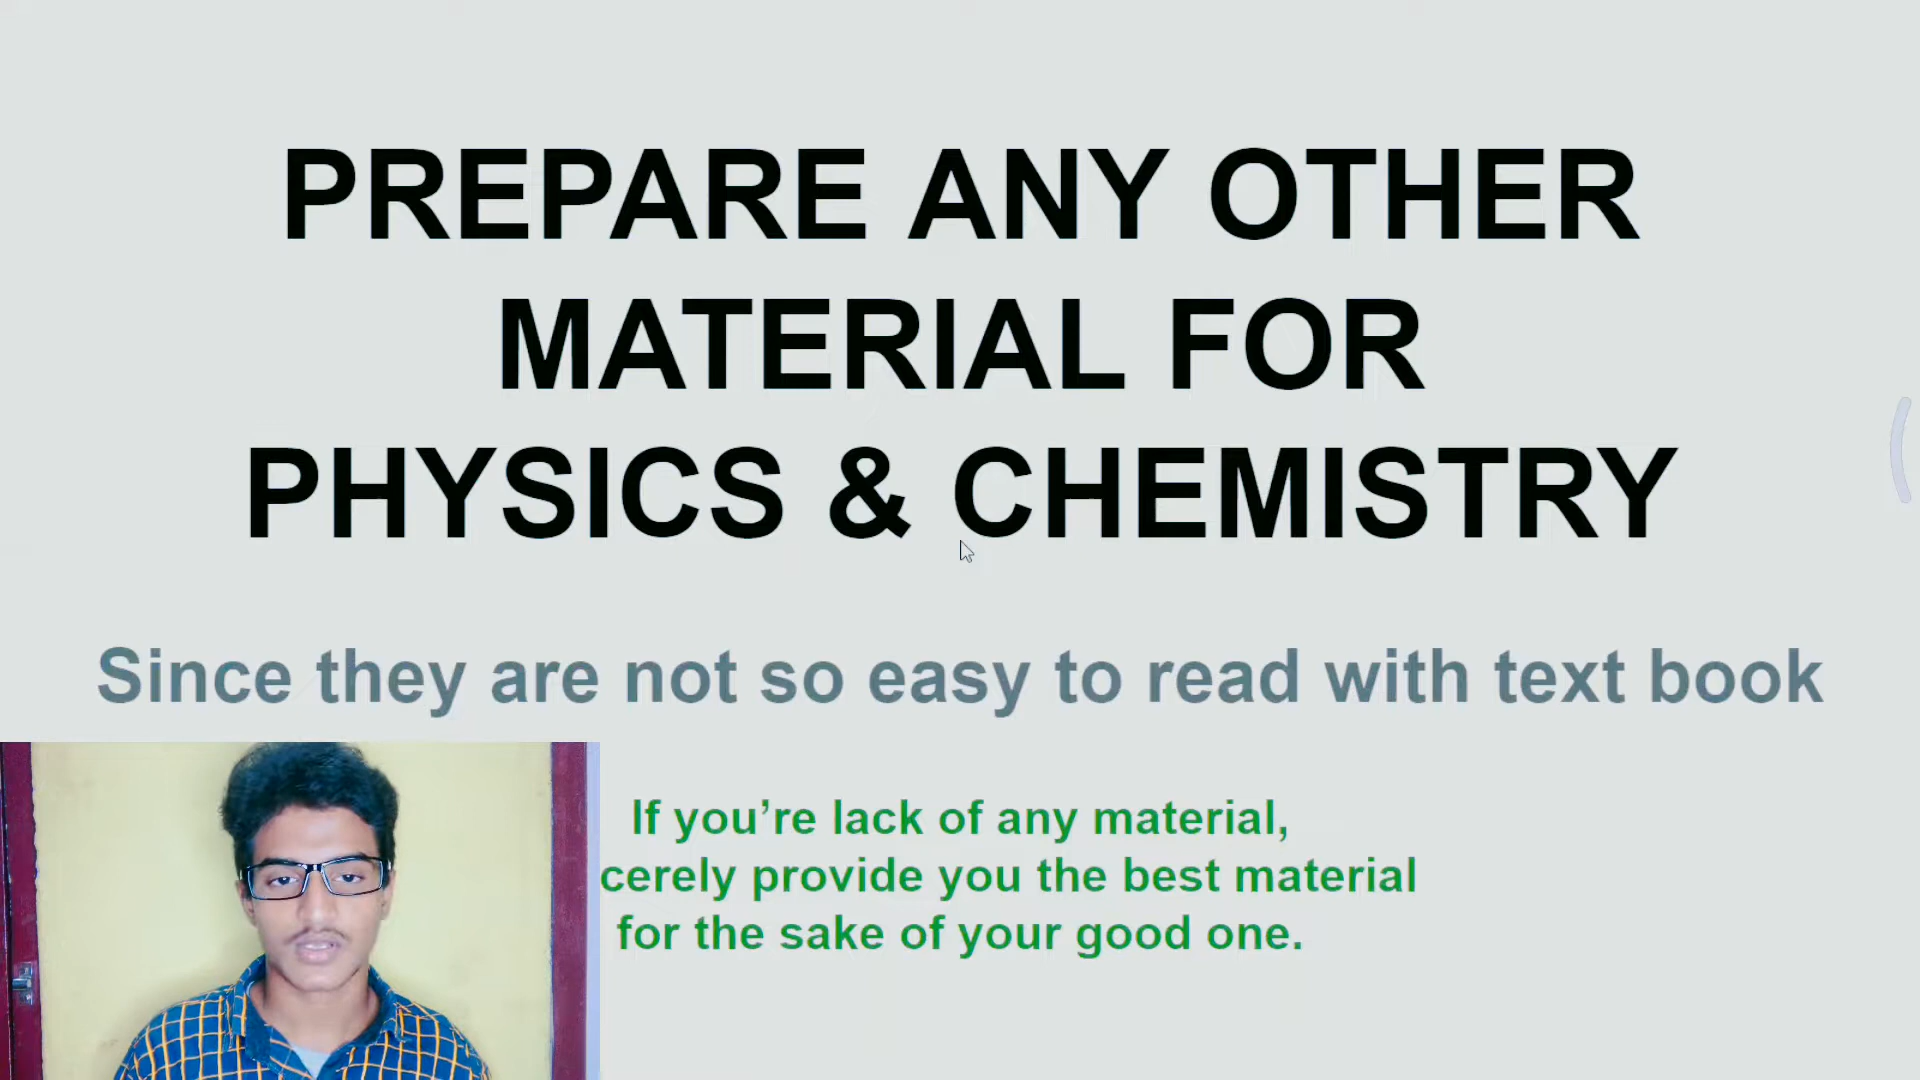 PREPARE ANY OTHER
MATERIAL FOR
PHYSICS & CHEMISTRY
Since they are not so easy to read with text book
If you’re lack of any material,
cerely provide you the best material
for the sake of your good one.